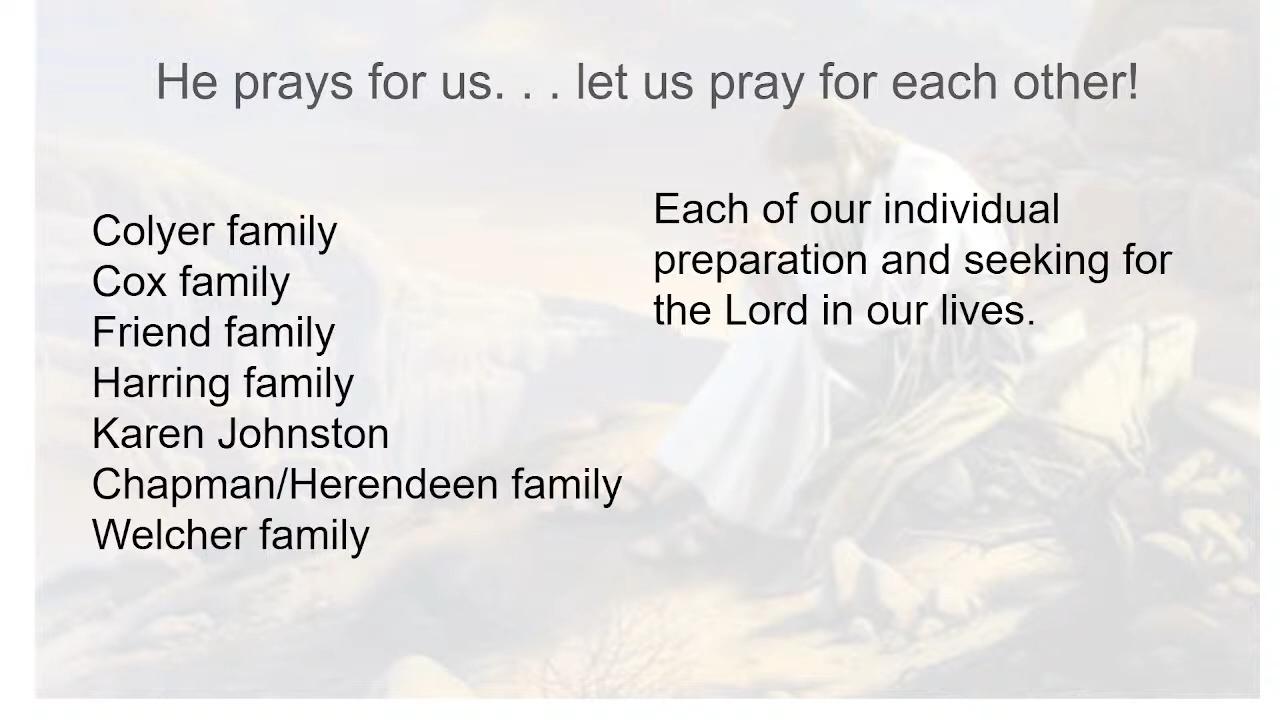 He prays for us. . . let us pray for each other!
Colyer family
Cox family
Friend family
Harring family
Karen Johnston
Chapman/Herendeen family
Welcher family
Each of our individual
preparation and seeking for
the Lord in our lives.